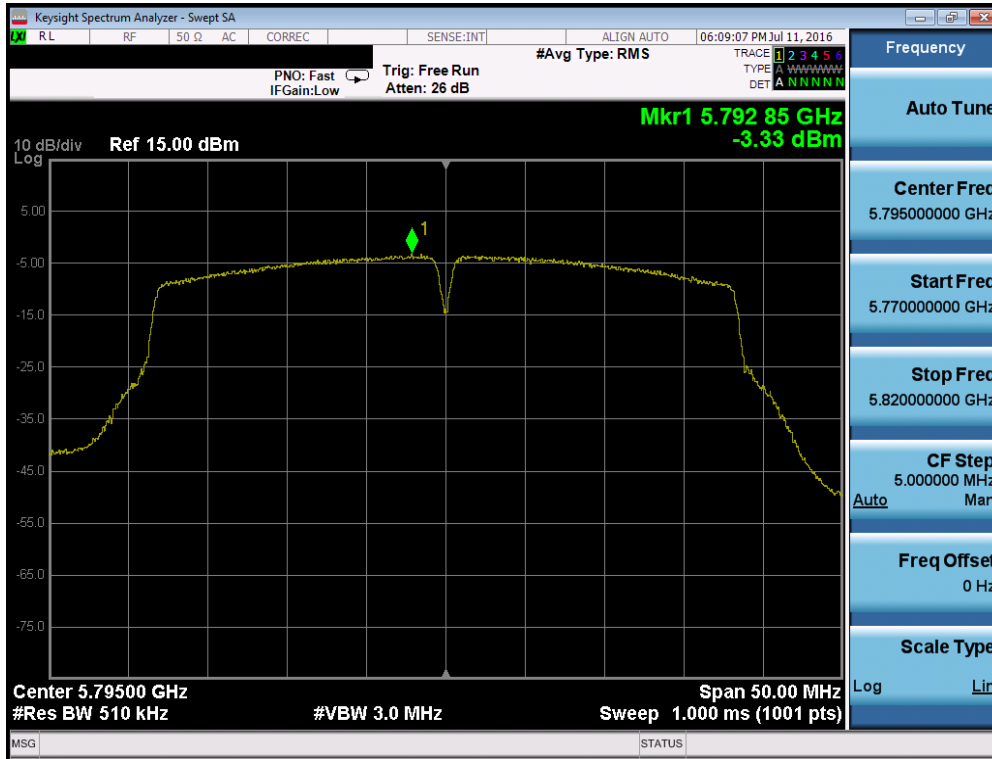 Keysight Spectrum Analyzer - Swept SA
LXI RL RF 50 Ω AC CORREC SENSE:INT ALIGN AUTO 06:09:07 PM Jul 11, 2016
#Avg Type: RMS TRACE 1 2 3 4 5 6
PNO: Fast Trig: Free Run TYPE A WWWWW
IFGain:Low Atten: 26 dB DET A N N N N N
Mkr1 5.792 85 GHz
-3.33 dBm
10 dB/div Ref 15.00 dBm
Log
1
5.00
-5.00
-15.0
-25.0
-35.0
-45.0
-55.0
-65.0
-75.0
Center 5.79500 GHz Span 50.00 MHz
#Res BW 510 kHz #VBW 3.0 MHz Sweep 1.000 ms (1001 pts)
MSG STATUS
Frequency
Auto Tune
Center Freq
5.795000000 GHz
Start Freq
5.770000000 GHz
Stop Freq
5.820000000 GHz
CF Step
5.000000 MHz
Auto Man
Freq Offset
0 Hz
Scale Type
Log Lin